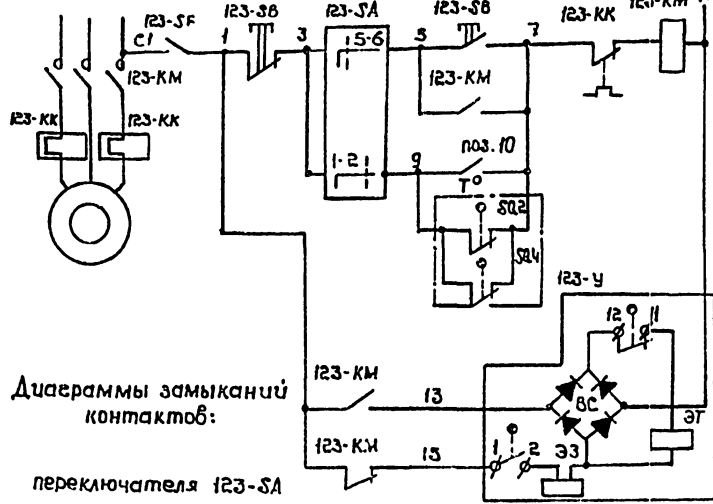 123-SF
123-SB
123-SA
123-SB
123-KK
123-KM
C1
1
3
5-6
5
7
123-KM
123-KM
123-KK
123-KK
1-2
9
поз.10
T°
SQ2
SQ4
123-У
12
11
ВС
ЭТ
123-KM
13
Диаграммы замыканий
контактов:
123-KM
15
1
2
ЭЗ
переключателя 123-SA